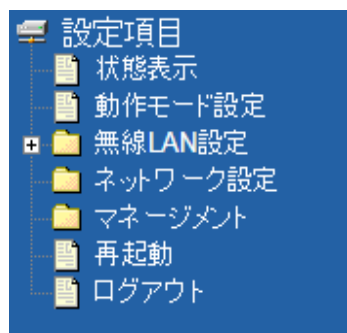 設定項目
状態表示
動作モード設定
無線LAN設定
ネットワーク設定
マネージメント
再起動
ログアウト